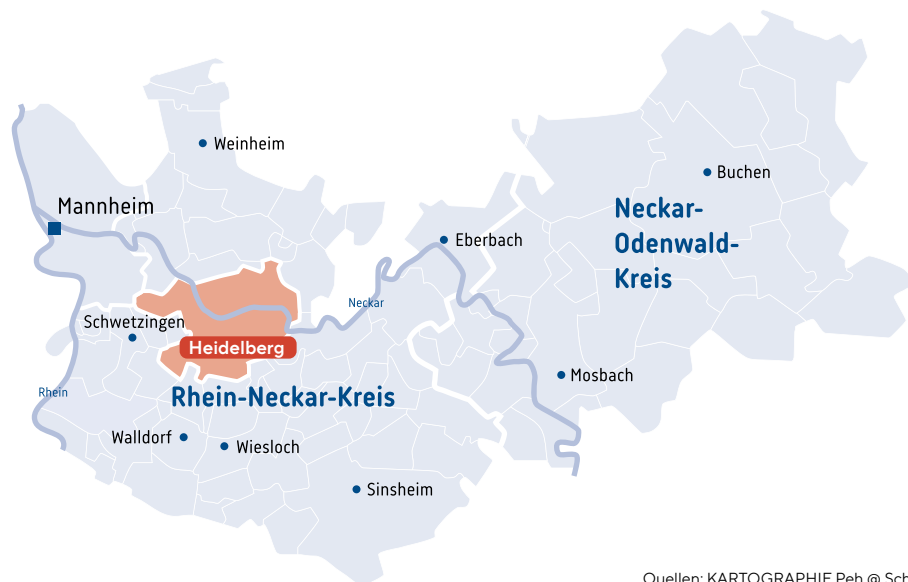 Weinheim
Buchen
Mannheim
Neckar-
Odenwald-
Kreis
Eberbach
Neckar
Schwetzingen
Heidelberg
Mosbach
Rhein
Rhein-Neckar-Kreis
Walldorf
Wiesloch
Sinsheim
Quellen: KARTOGRAPHIE Peh @ Sch